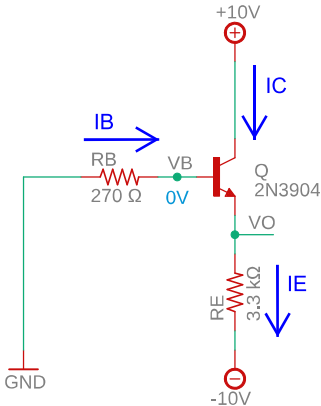 +10V
IC
IB
RB
VB
Q
270 Ω
0V
2N3904
VO
RE
3.3 kΩ
IE
GND
-10V